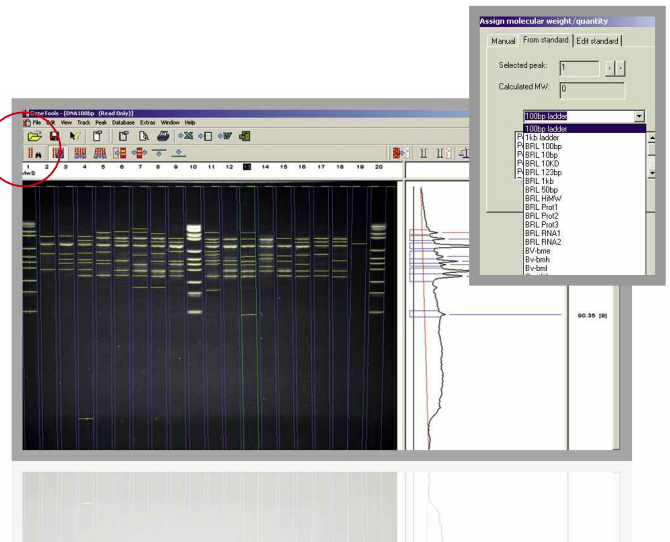 Assign molecular weight/quantity
Manual From standard Edit standard
Selected peak: 1
Calculated MW: 0
100bp ladder
100bp ladder
1kb ladder
BRL 100bp
BRL 10bp
BRL 10KD
BRL 123bp
BRL 1kb
BRL 50bp
BRL HiMW
BRL Prot1
BRL Prot2
BRL Prot3
BRL RNA1
BRL RNA2
BV-bme
Bv-bmh
Bv-bml
GeneTools - [DNA100bp (Read Only)]
File Edit View Track Peak Database Extras Window Help
1 2 3 4 5 6 7 8 9 10 11 12 13 14 15 16 17 18 19 20
MwS
90.35 [9]